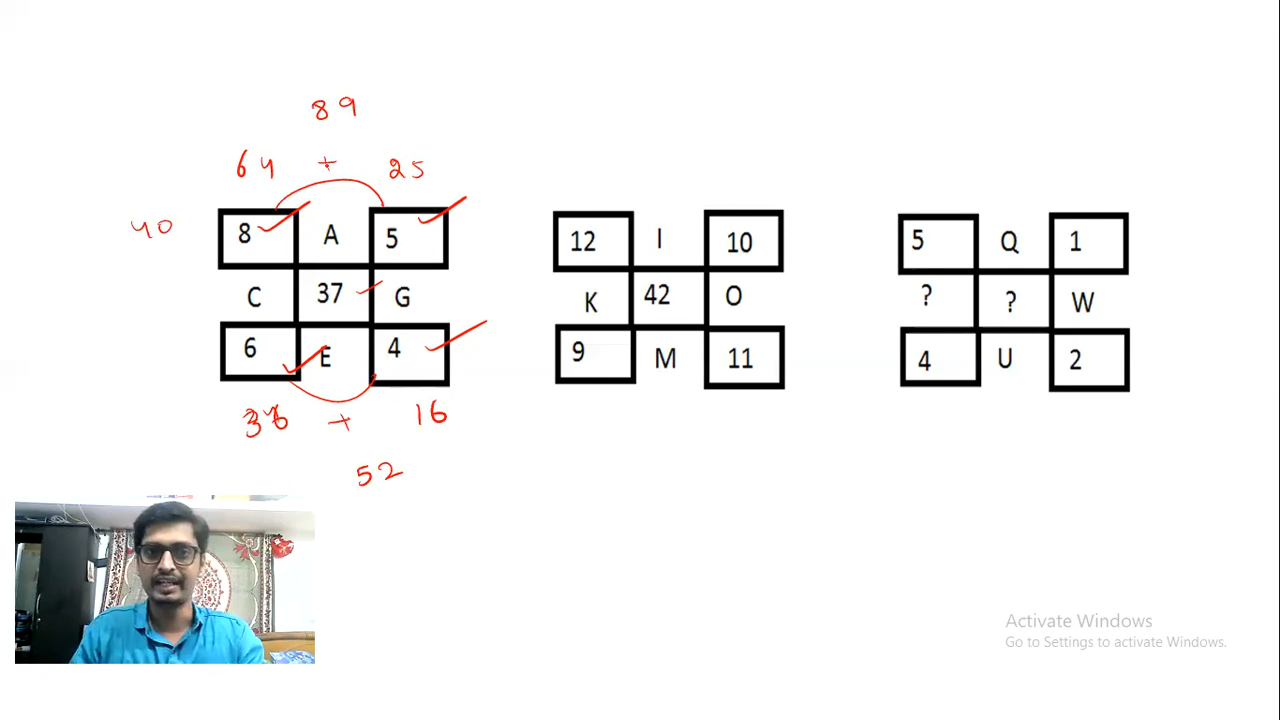 89
64 + 25
40
8 A 5
C 37 G
6 E 4
36 + 16
52
12 I 10
K 42 O
9 M 11
5 Q 1
? ? W
4 U 2
Activate Windows
Go to Settings to activate Windows.